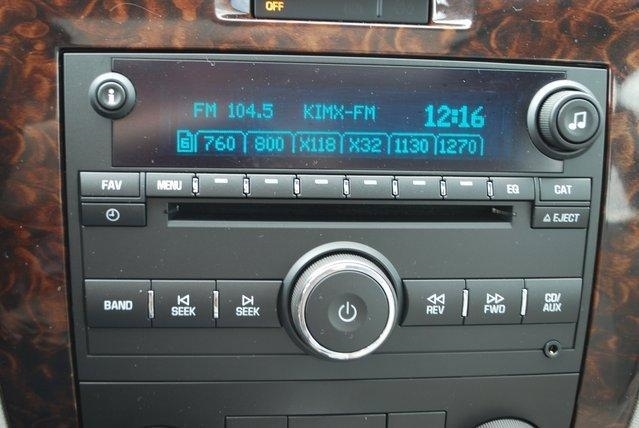 OFF
FM 104.5 KIMX-FM 12:16
6 760 800 X118 X32 1130 1270
FAV MENU EQ CAT
EJECT
BAND SEEK SEEK REV FWD CD/AUX